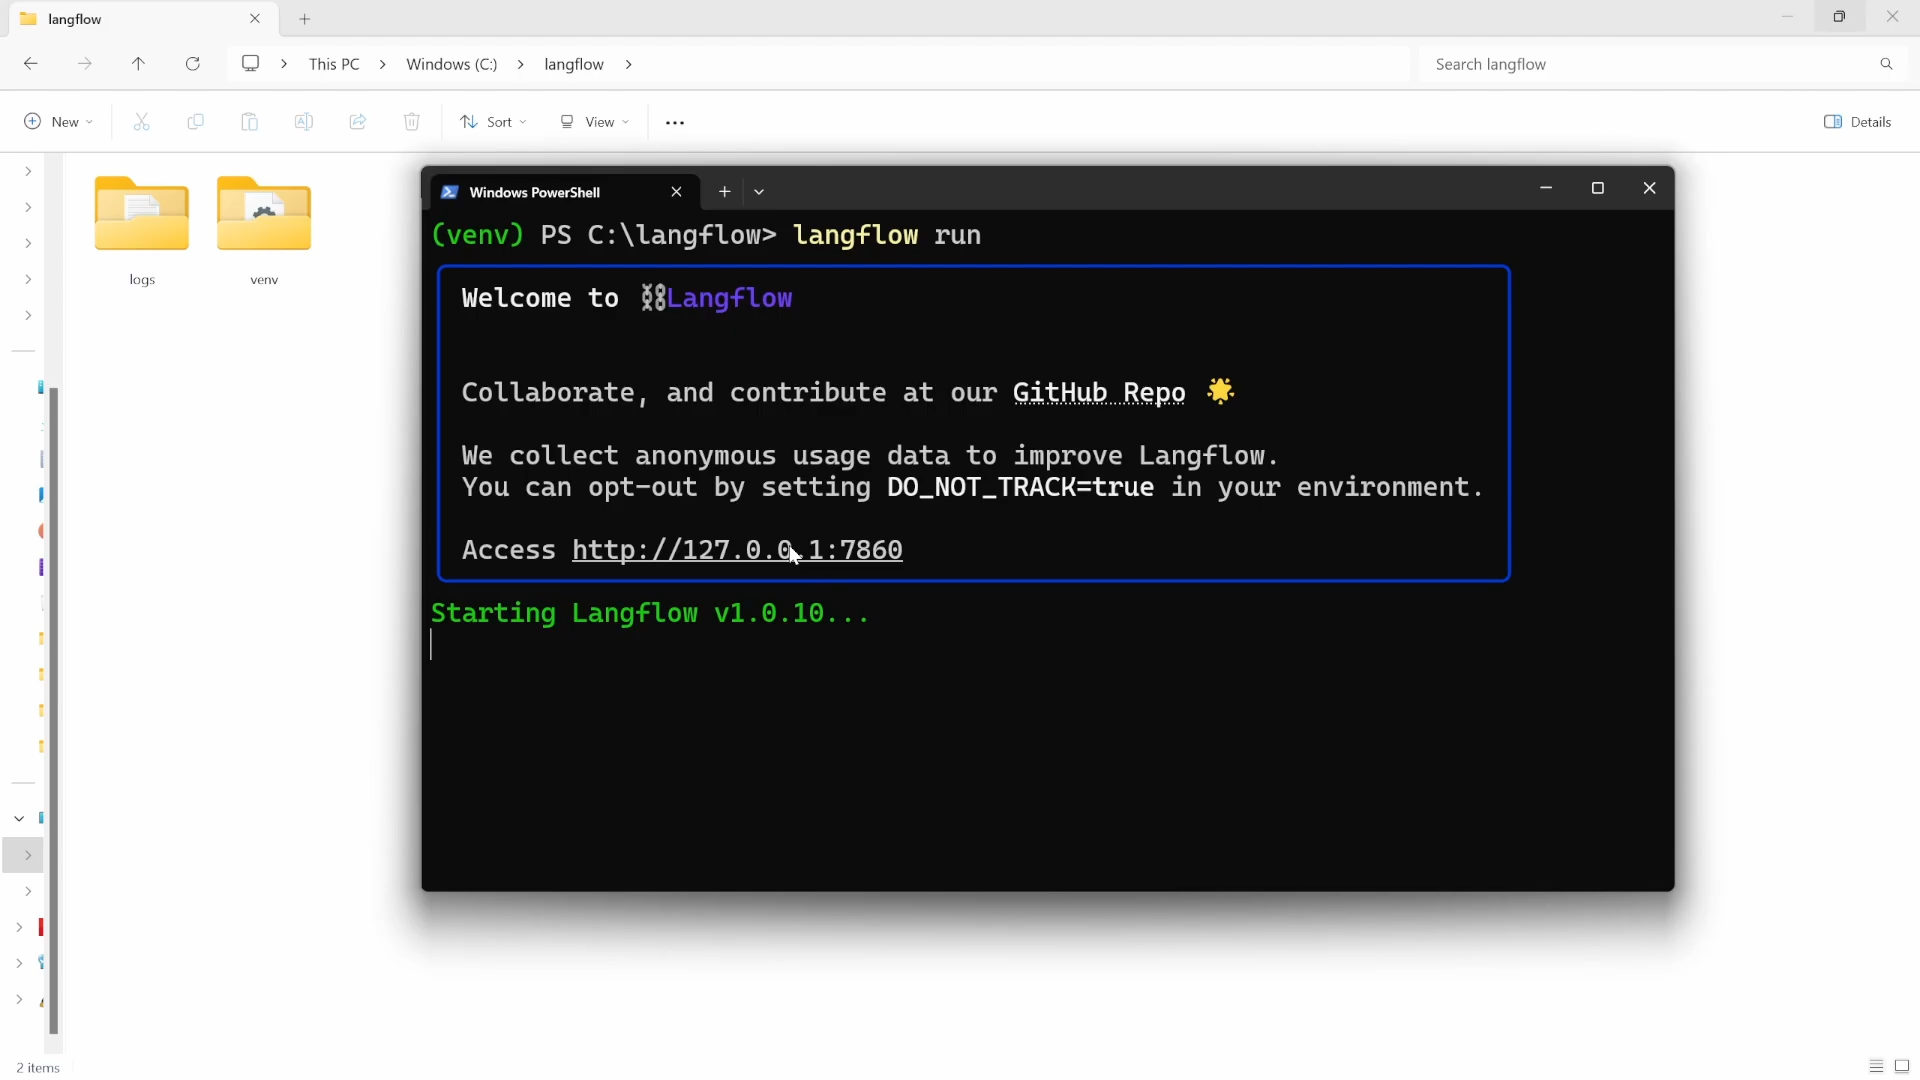 langflow
This PC > Windows (C:) > langflow >
Search langflow
New
Sort
View
Details
logs
venv
Windows PowerShell
(venv) PS C:\langflow> langflow run
Welcome to ⛓Langflow
Collaborate, and contribute at our GitHub Repo 🌟
We collect anonymous usage data to improve Langflow.
You can opt-out by setting DO_NOT_TRACK=true in your environment.
Access http://127.0.0.1:7860
Starting Langflow v1.0.10...
2 items